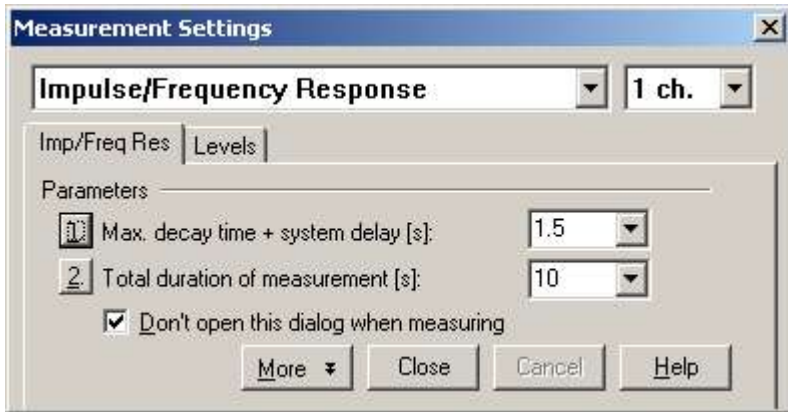 Measurement Settings
Impulse/Frequency Response 1 ch.
Imp/Freq Res Levels
Parameters
1. Max. decay time + system delay [s]: 1.5
2. Total duration of measurement [s]: 10
Don't open this dialog when measuring
More Close Cancel Help